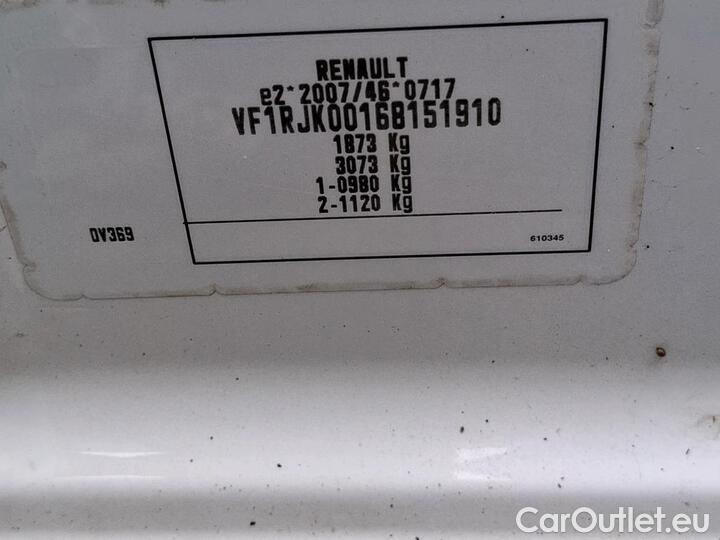 RENAULT
e2*2007/46*0717
VF1RJK00168151910
1873 Kg
3073 Kg
1-0980 Kg
2-1120 Kg
DV369
610345
CarOutlet.eu